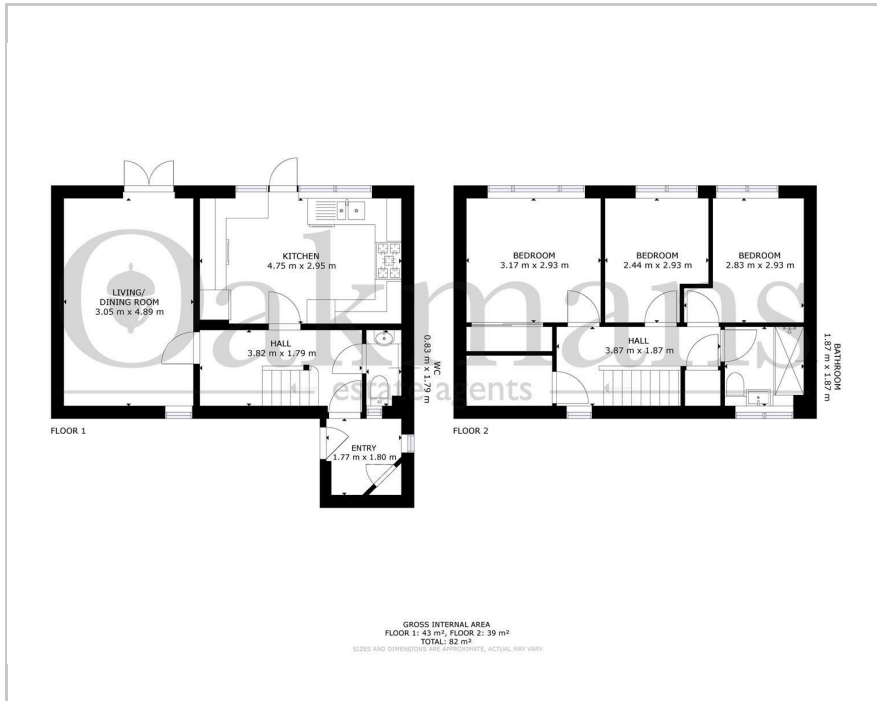 Oakmans
estate agents
KITCHEN
4.75 m x 2.95 m
LIVING/
DINING ROOM
3.05 m x 4.89 m
HALL
3.82 m x 1.79 m
WC
0.83 m x 1.79 m
ENTRY
1.77 m x 1.80 m
FLOOR 1
BEDROOM
3.17 m x 2.93 m
BEDROOM
2.44 m x 2.93 m
BEDROOM
2.83 m x 2.93 m
HALL
3.87 m x 1.87 m
BATHROOM
1.87 m x 1.87 m
FLOOR 2
GROSS INTERNAL AREA
FLOOR 1: 43 m², FLOOR 2: 39 m²
TOTAL: 82 m²
SIZES AND DIMENSIONS ARE APPROXIMATE, ACTUAL MAY VARY.